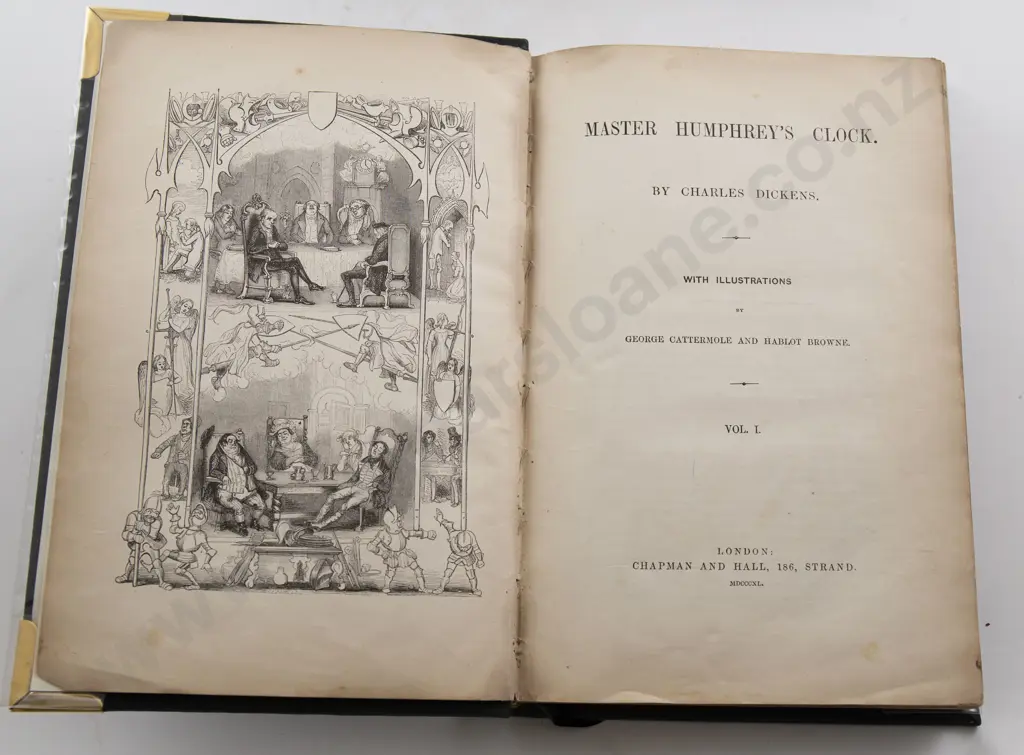 MASTER HUMPHREY'S CLOCK.
BY CHARLES DICKENS.
WITH ILLUSTRATIONS
BY
GEORGE CATTERMOLE AND HABLOT BROWNE.
VOL. I.
LONDON:
CHAPMAN AND HALL, 186, STRAND.
MDCCCXL.